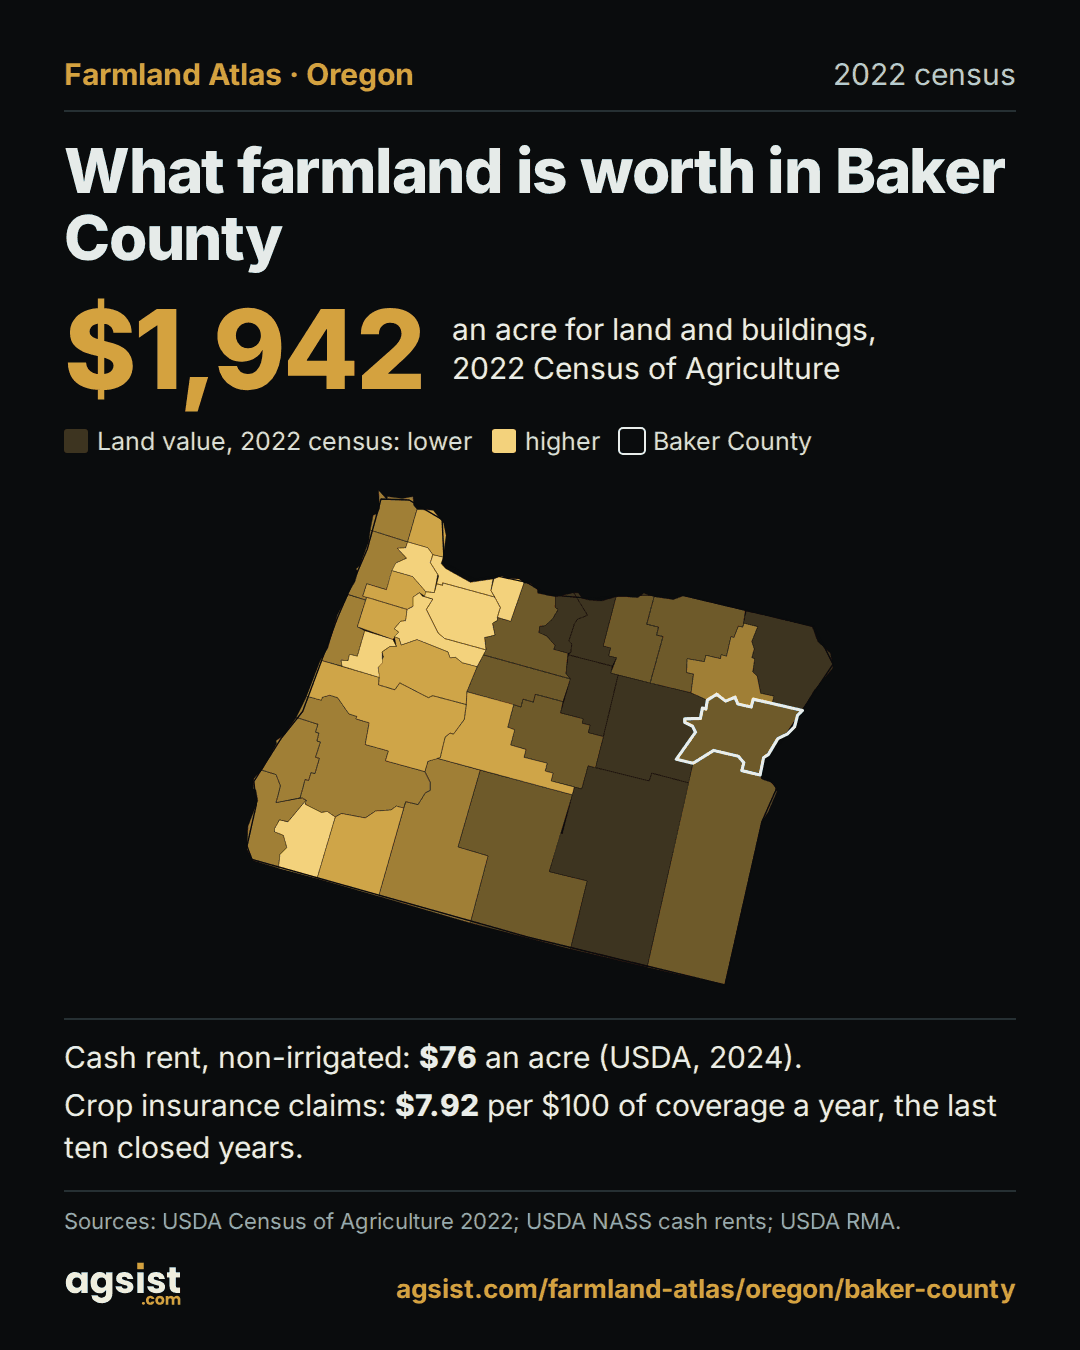 Farmland Atlas · Oregon
2022 census
What farmland is worth in Baker
County
$1,942
an acre for land and buildings,
2022 Census of Agriculture
Land value, 2022 census: lower
higher
Baker County
Cash rent, non-irrigated: $76 an acre (USDA, 2024).
Crop insurance claims: $7.92 per $100 of coverage a year, the last
ten closed years.
Sources: USDA Census of Agriculture 2022; USDA NASS cash rents; USDA RMA.
agsist
.com
agsist.com/farmland-atlas/oregon/baker-county